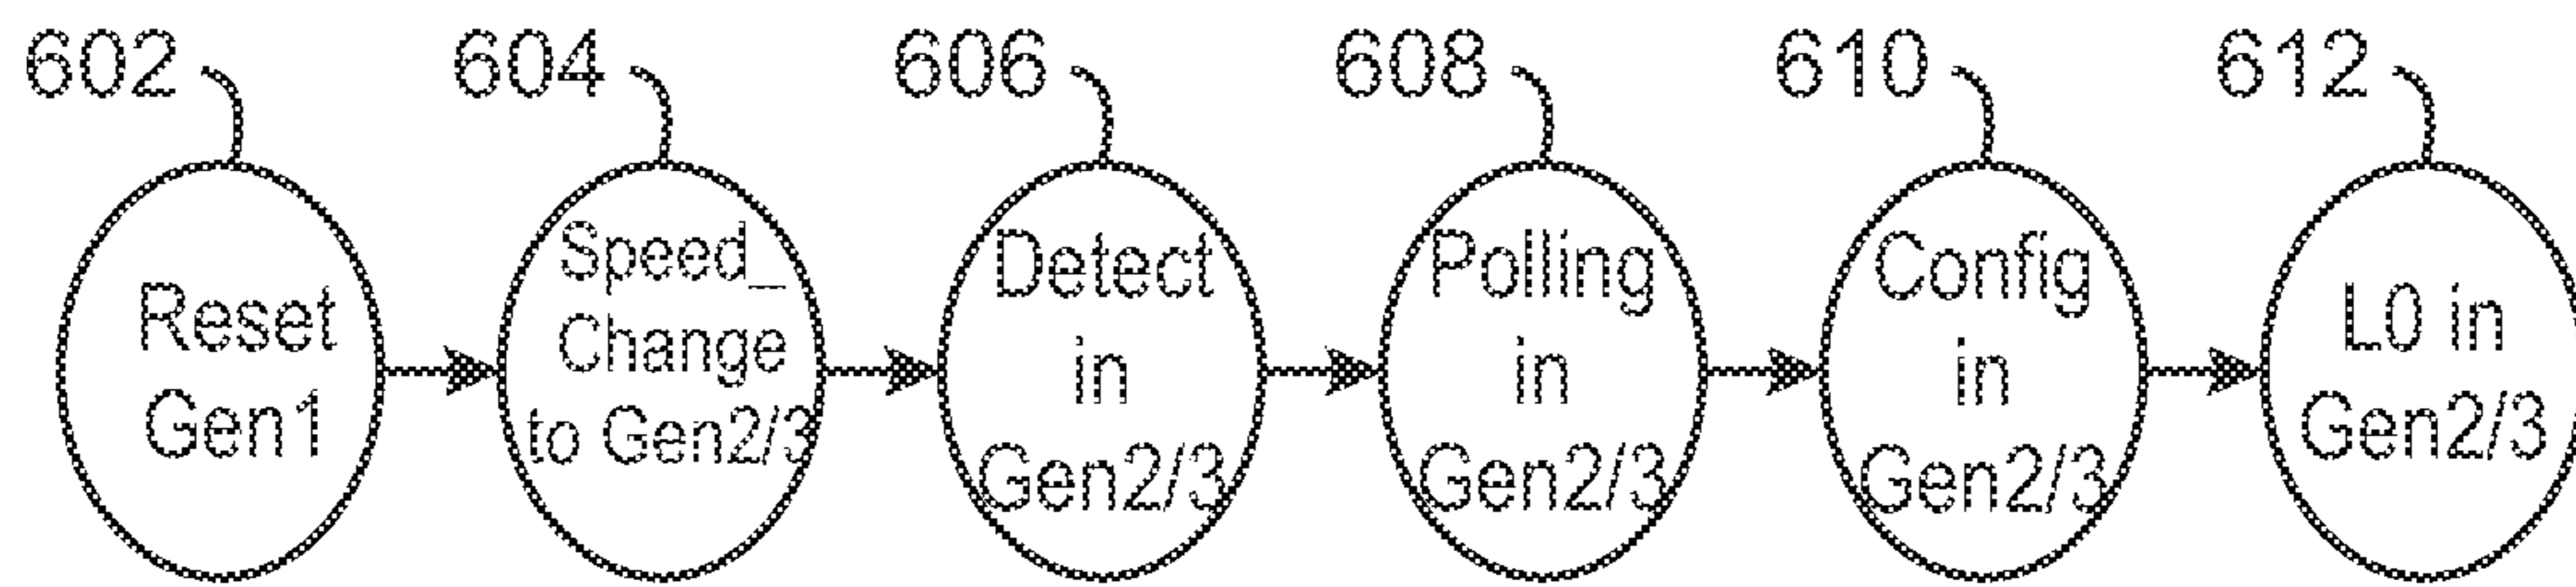 602
604
606
608
610
612
Reset
Gen1
Speed_
Change
to Gen2/3
Detect
in
Gen2/3
Polling
in
Gen2/3
Config
in
Gen2/3
L0 in
Gen2/3